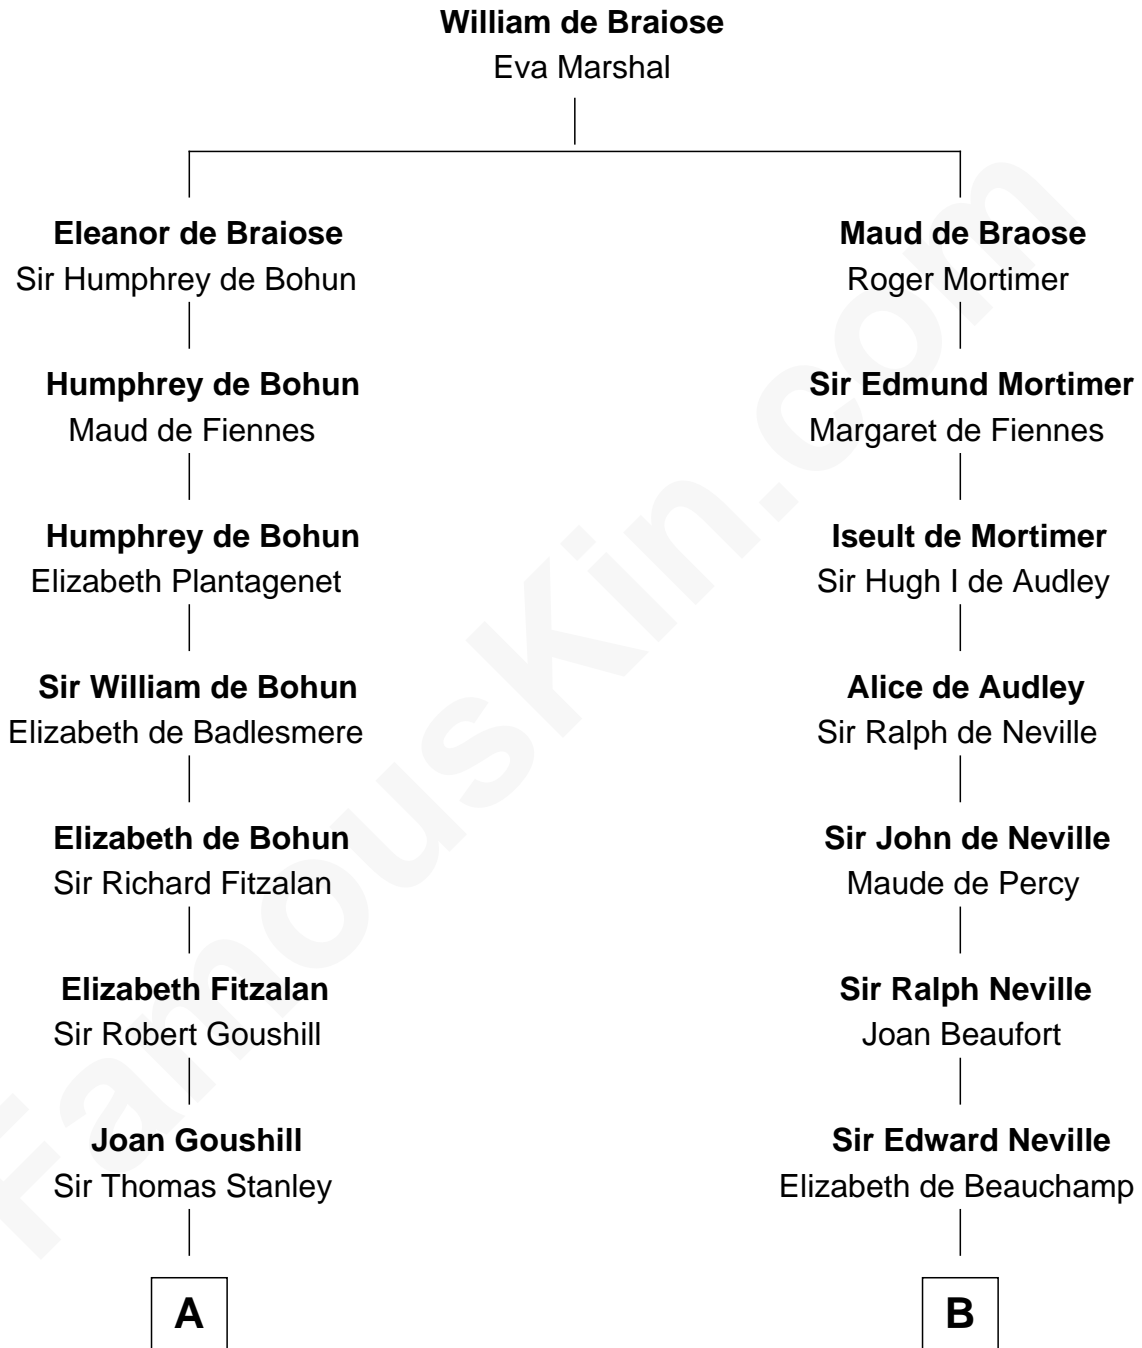 William de Braiose
Eva Marshal
Eleanor de Braiose
Sir Humphrey de Bohun
Maud de Braose
Roger Mortimer
Humphrey de Bohun
Maud de Fiennes
Sir Edmund Mortimer
Margaret de Fiennes
Humphrey de Bohun
Elizabeth Plantagenet
Iseult de Mortimer
Sir Hugh I de Audley
Sir William de Bohun
Elizabeth de Badlesmere
Alice de Audley
Sir Ralph de Neville
Elizabeth de Bohun
Sir Richard Fitzalan
Sir John de Neville
Maude de Percy
Elizabeth Fitzalan
Sir Robert Goushill
Sir Ralph Neville
Joan Beaufort
Joan Goushill
Sir Thomas Stanley
Sir Edward Neville
Elizabeth de Beauchamp
A
B
FamousKin.com